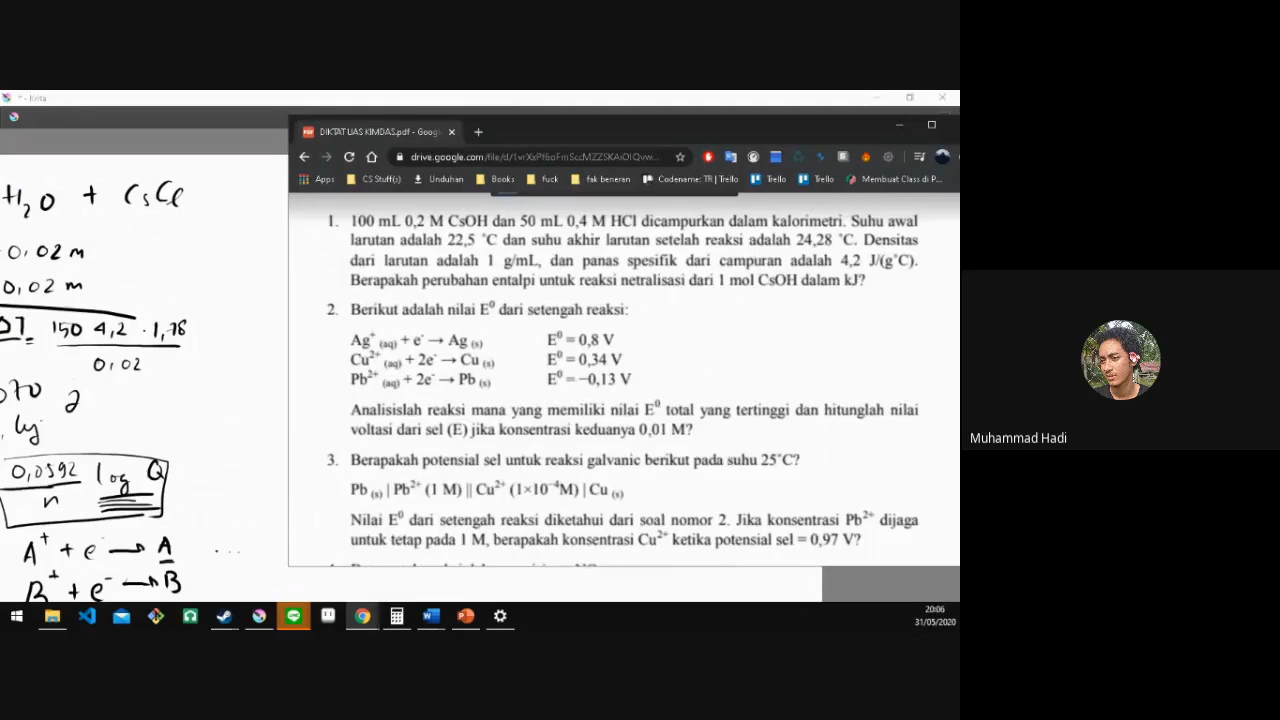 * - Krita
DIKTAT UAS KIMDAS.pdf - Goog
Apps CS Stuff(s) Unduhan Books fuck fak beneran Codename: TR | Trello Trello Trello Membuat Class di P...
H₂O + CsCl
0,02 m
0,02 m
150 4,2 · 1,78
0,02
0,0592 log Q
n
A⁺ + e⁻ → A ...
B⁺ + e⁻ → B
1. 100 mL 0,2 M CsOH dan 50 mL 0,4 M HCl dicampurkan dalam kalorimetri. Suhu awal
larutan adalah 22,5 ˚C dan suhu akhir larutan setelah reaksi adalah 24,28 ˚C. Densitas
dari larutan adalah 1 g/mL, dan panas spesifik dari campuran adalah 4,2 J/(g˚C).
Berapakah perubahan entalpi untuk reaksi netralisasi dari 1 mol CsOH dalam kJ?
2. Berikut adalah nilai E⁰ dari setengah reaksi:
Ag⁺ (aq) + e⁻ → Ag (s) E⁰ = 0,8 V
Cu²⁺ (aq) + 2e⁻ → Cu (s) E⁰ = 0,34 V
Pb²⁺ (aq) + 2e⁻ → Pb (s) E⁰ = −0,13 V
Analisislah reaksi mana yang memiliki nilai E⁰ total yang tertinggi dan hitunglah nilai
voltasi dari sel (E) jika konsentrasi keduanya 0,01 M?
3. Berapakah potensial sel untuk reaksi galvanic berikut pada suhu 25˚C?
Pb (s) | Pb²⁺ (1 M) || Cu²⁺ (1×10⁻⁴M) | Cu (s)
Nilai E⁰ dari setengah reaksi diketahui dari soal nomor 2. Jika konsentrasi Pb²⁺ dijaga
untuk tetap pada 1 M, berapakah konsentrasi Cu²⁺ ketika potensial sel = 0,97 V?
20:06
31/05/2020
Muhammad Hadi